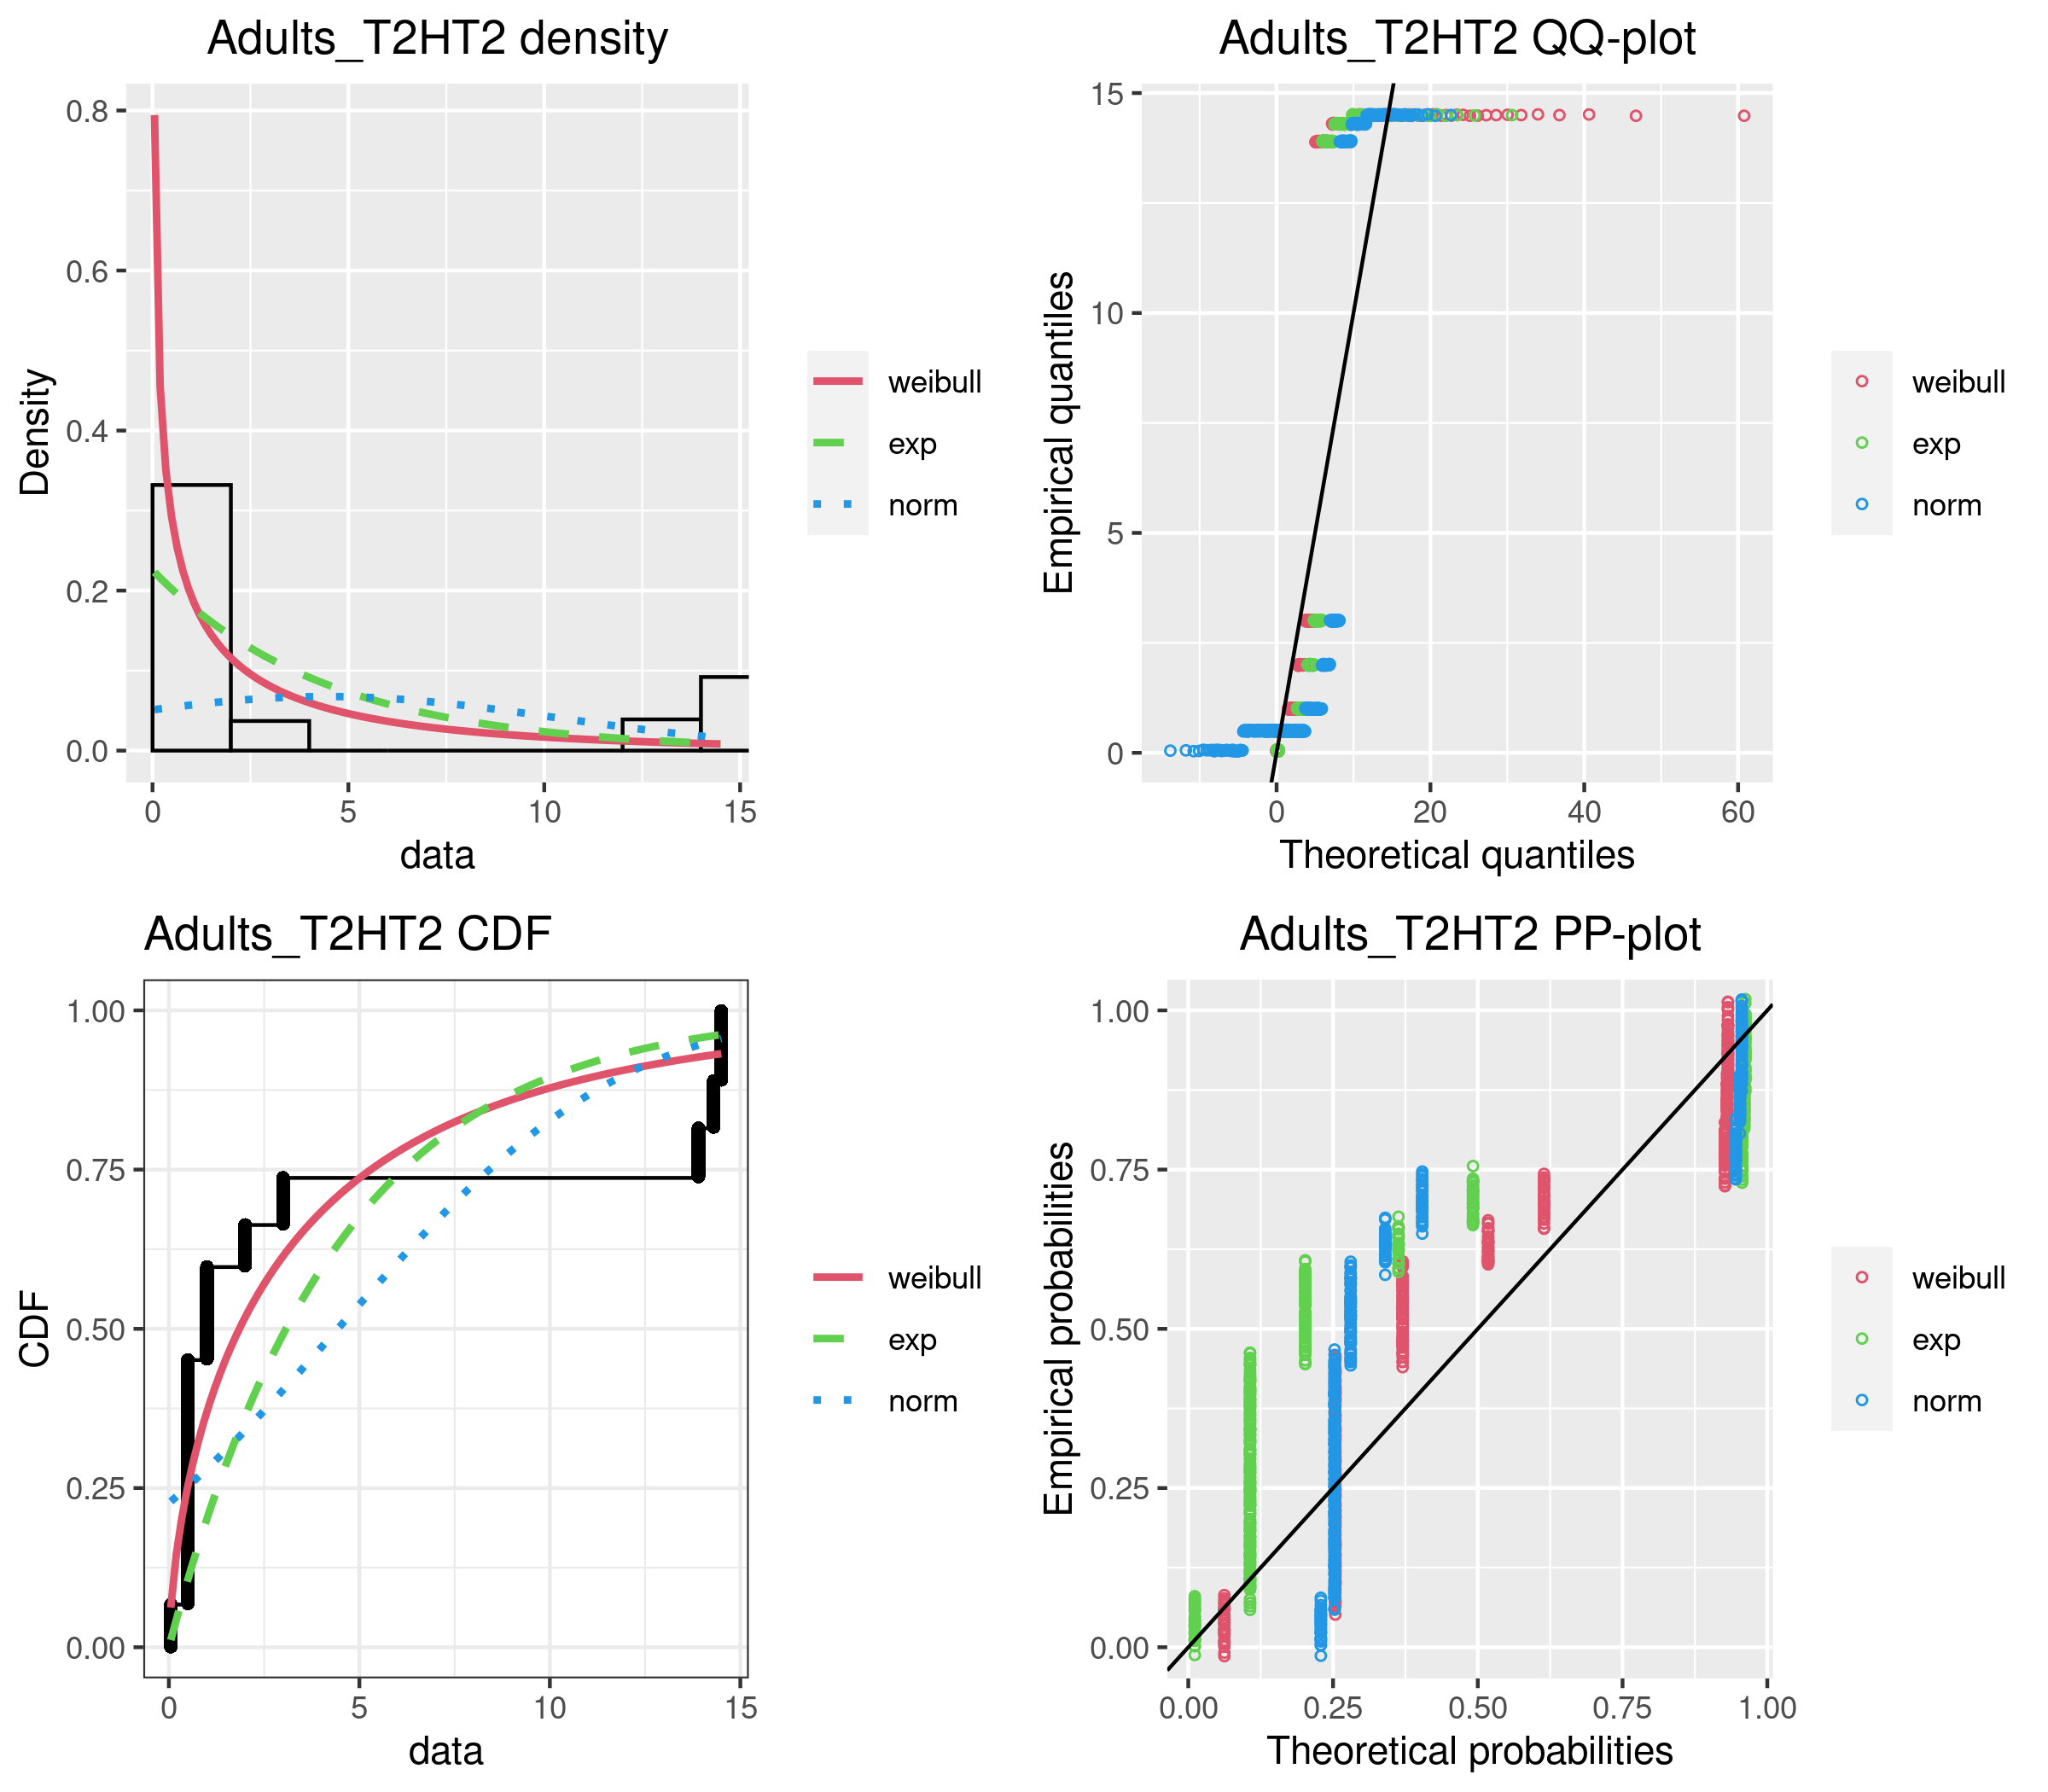 Adults_T2HT2 density
Density
0.8
0.6
0.4
0.2
0.0
0 5 10 15
data
weibull
exp
norm
Adults_T2HT2 QQ-plot
Empirical quantiles
15
10
5
0
0 20 40 60
Theoretical quantiles
weibull
exp
norm
Adults_T2HT2 CDF
CDF
1.00
0.75
0.50
0.25
0.00
0 5 10 15
data
weibull
exp
norm
Adults_T2HT2 PP-plot
Empirical probabilities
1.00
0.75
0.50
0.25
0.00
0.00 0.25 0.50 0.75 1.00
Theoretical probabilities
weibull
exp
norm